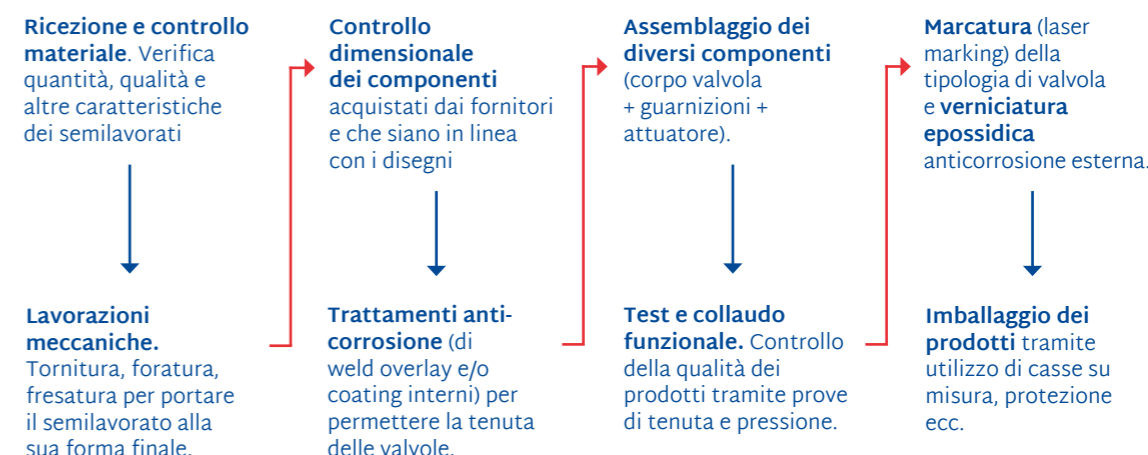 Ricezione e controllo
materiale. Verifica
quantità, qualità e
altre caratteristiche
dei semilavorati
Lavorazioni
meccaniche.
Tornitura, foratura,
fresatura per portare
il semilavorato alla
sua forma finale.
Controllo
dimensionale
dei componenti
acquistati dai fornitori
e che siano in linea
con i disegni
Trattamenti anti-
corrosione (di
weld overlay e/o
coating interni) per
permettere la tenuta
delle valvole.
Assemblaggio dei
diversi componenti
(corpo valvola
+ guarnizioni +
attuatore).
Test e collaudo
funzionale. Controllo
della qualità dei
prodotti tramite prove
di tenuta e pressione.
Marcatura (laser
marking) della
tipologia di valvola
e verniciatura
epossidica
anticorrosione esterna.
Imballaggio dei
prodotti tramite
utilizzo di casse su
misura, protezione
ecc.